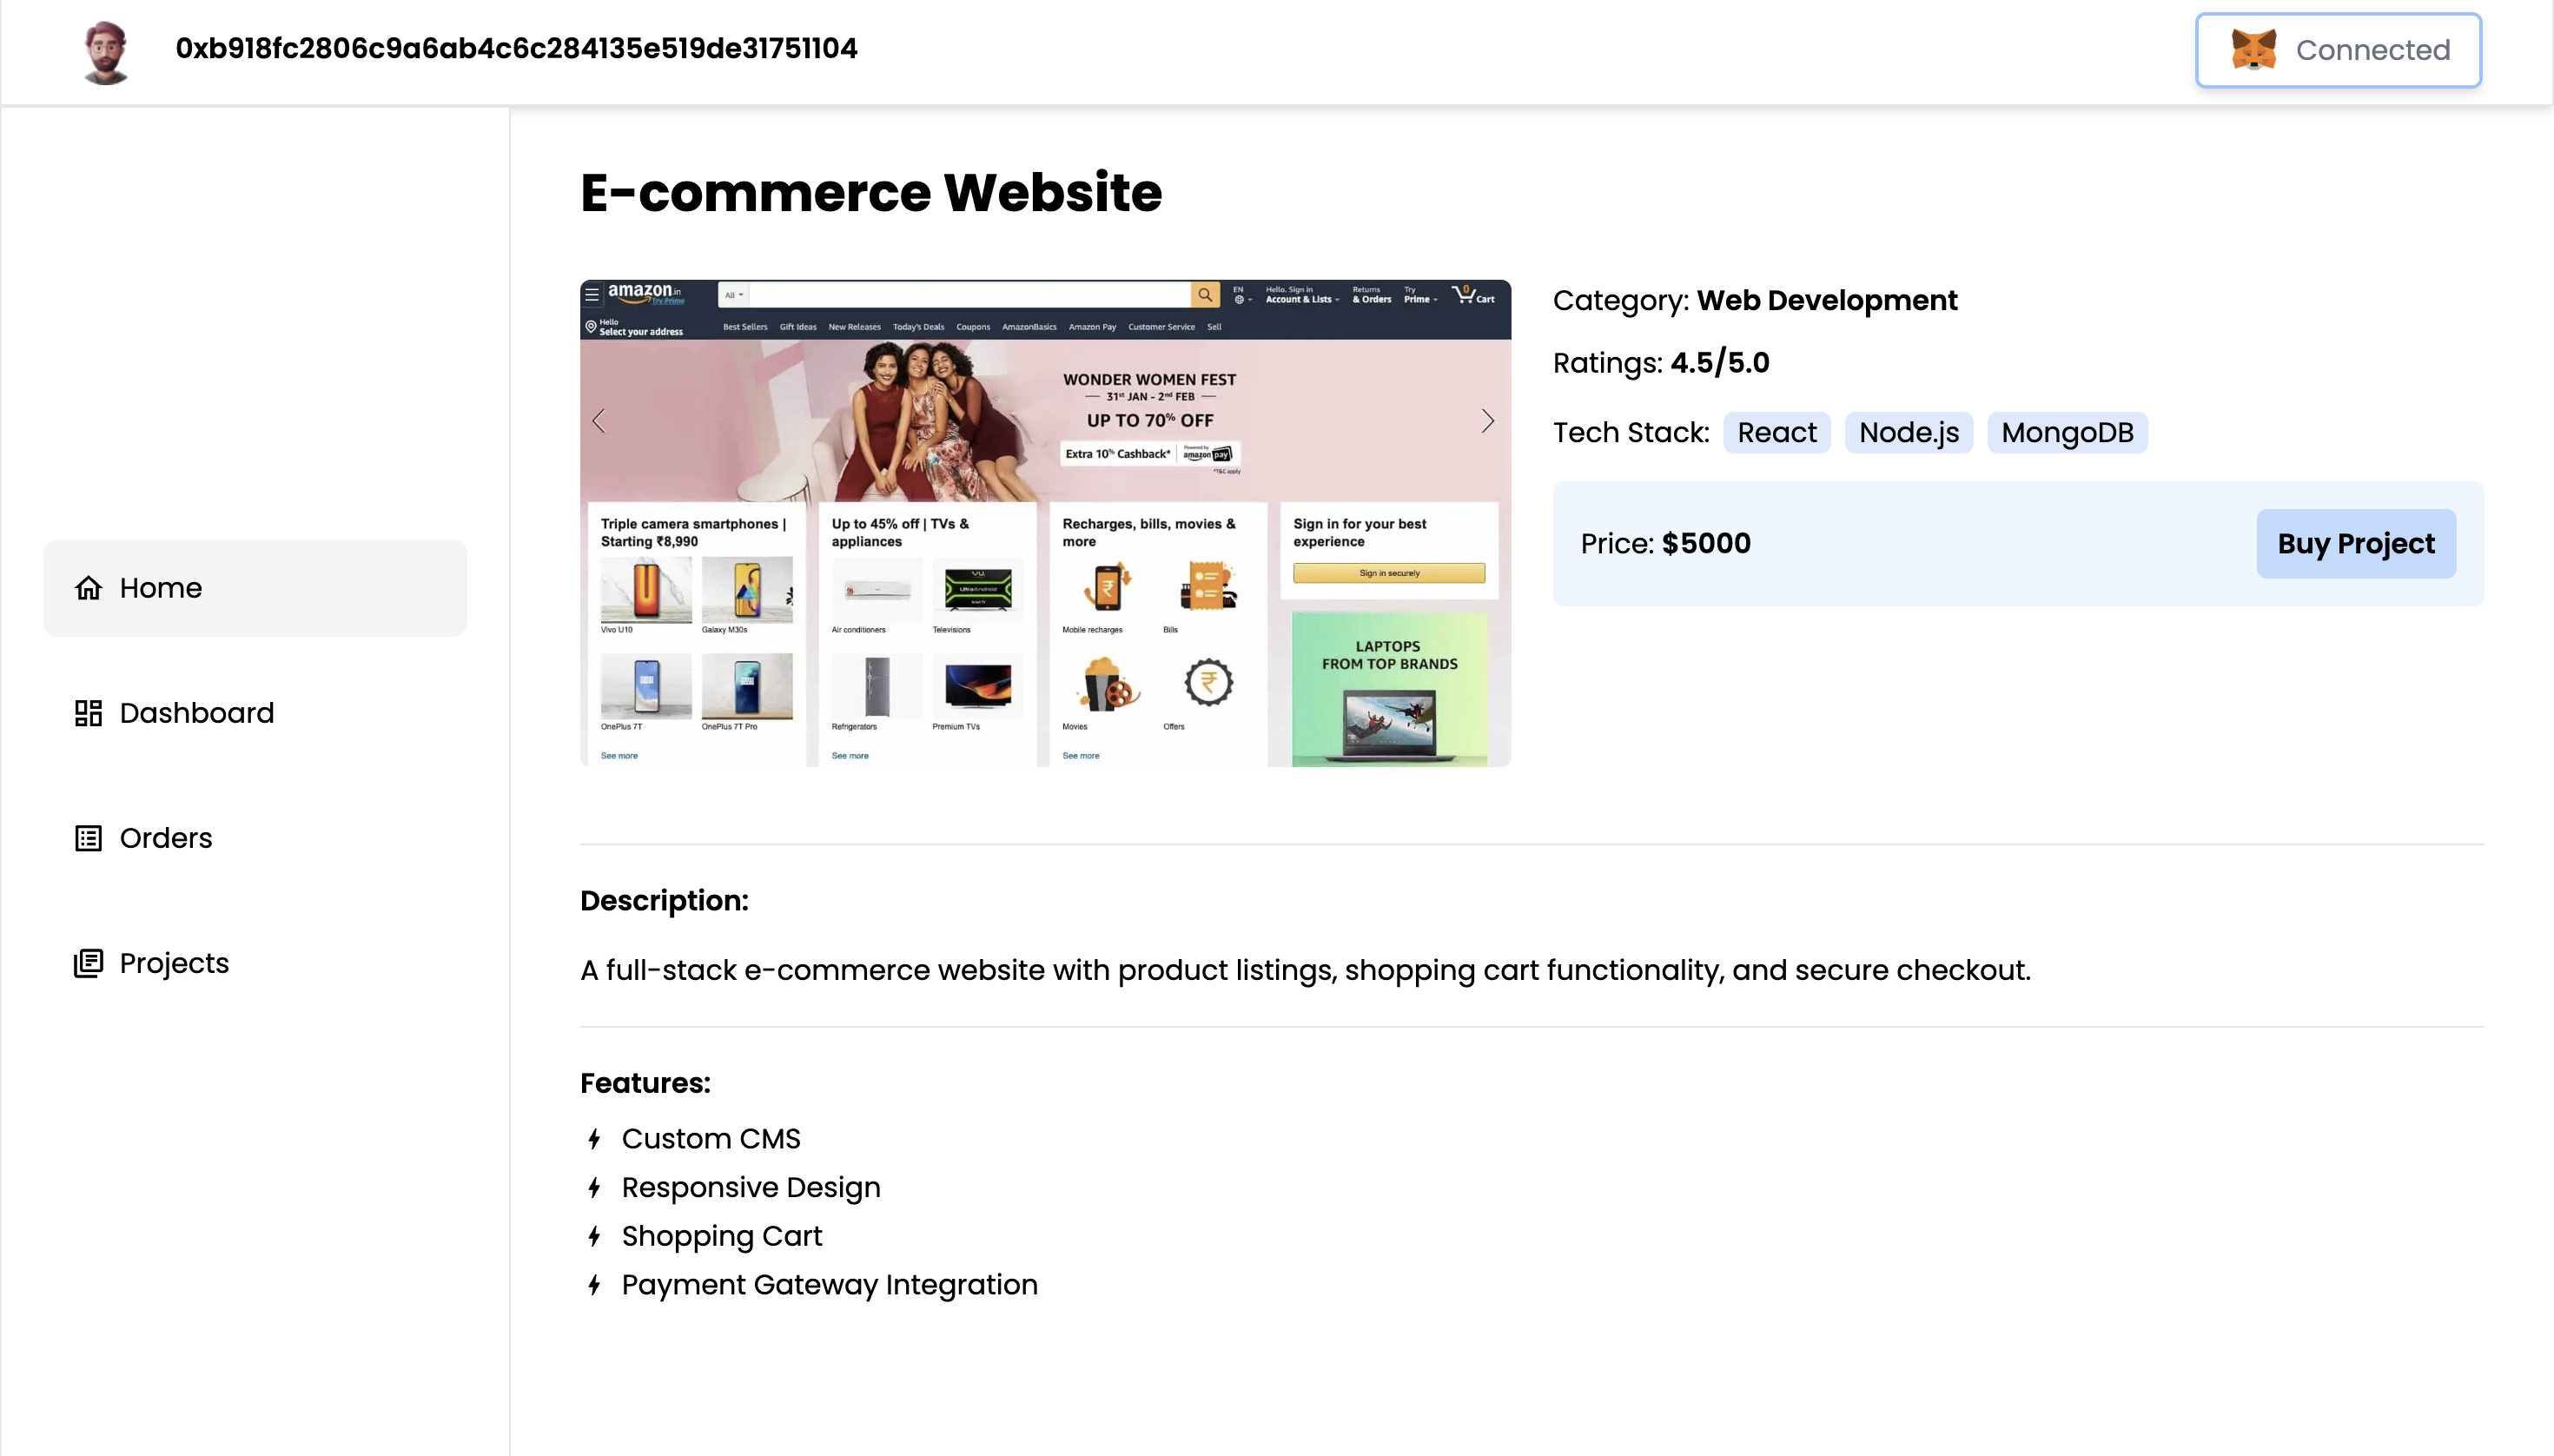 0xb918fc2806c9a6ab4c6c284135e519de31751104
Connected
Home
Dashboard
Orders
Projects
E-commerce Website
amazon.in
Try Prime
All
EN
Hello. Sign in
Account & Lists
Returns
& Orders
Try
Prime
0
Cart
Hello
Select your address
Best Sellers Gift Ideas New Releases Today's Deals Coupons AmazonBasics Amazon Pay Customer Service Sell
WONDER WOMEN FEST
31st JAN - 2nd FEB
UP TO 70% OFF
Extra 10% Cashback*
Powered by
amazon pay
*T&C apply
Triple camera smartphones |
Starting ₹8,990
Vivo U10
Galaxy M30s
OnePlus 7T
OnePlus 7T Pro
See more
Up to 45% off | TVs &
appliances
Air conditioners
Televisions
Refrigerators
Premium TVs
See more
Recharges, bills, movies &
more
Mobile recharges
Bills
Movies
Offers
See more
Sign in for your best
experience
Sign in securely
LAPTOPS
FROM TOP BRANDS
Category: Web Development
Ratings: 4.5/5.0
Tech Stack: React Node.js MongoDB
Price: $5000
Buy Project
Description:
A full-stack e-commerce website with product listings, shopping cart functionality, and secure checkout.
Features:
Custom CMS
Responsive Design
Shopping Cart
Payment Gateway Integration